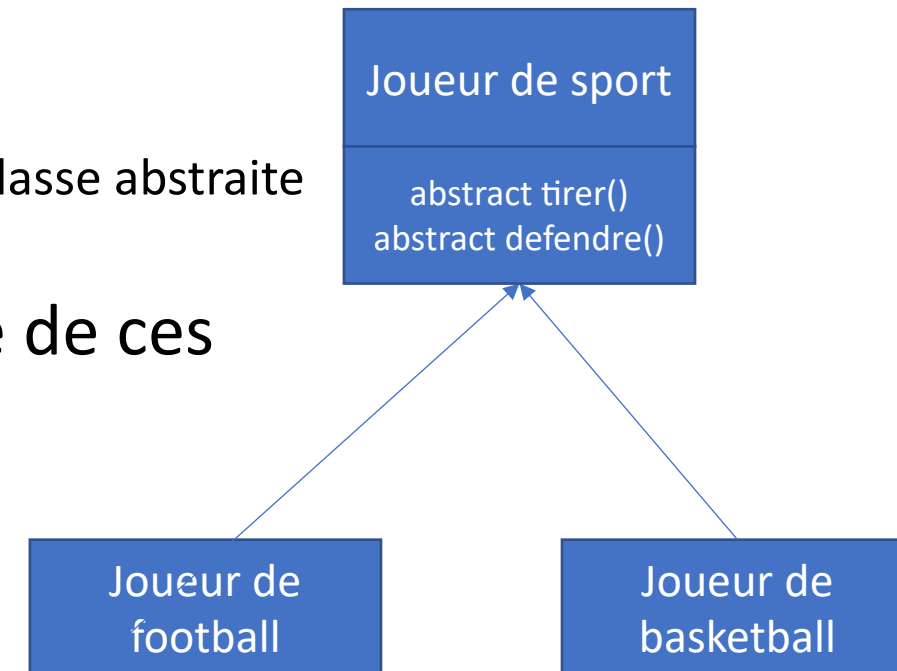 Joueur de sport
lasse abstraite
abstract tirer()
abstract defendre()
de ces
Joueur de
football
Joueur de
basketball